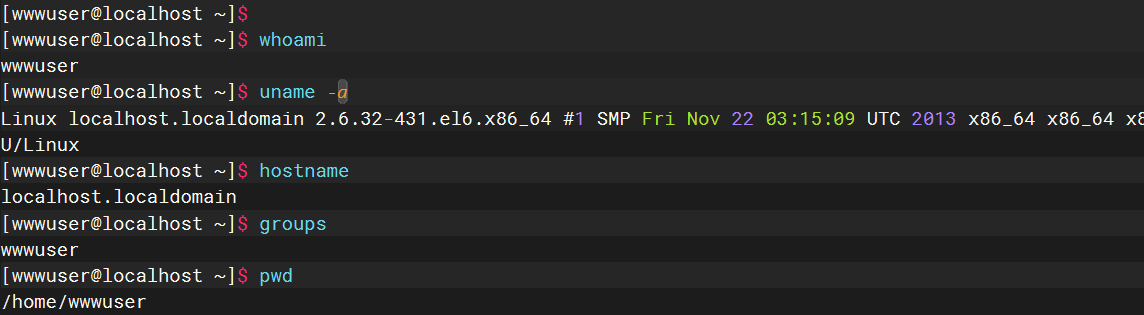 [wwwuser@localhost ~]$
[wwwuser@localhost ~]$ whoami
wwwuser
[wwwuser@localhost ~]$ uname -a
Linux localhost.localdomain 2.6.32-431.el6.x86_64 #1 SMP Fri Nov 22 03:15:09 UTC 2013 x86_64 x86_64 x8
U/Linux
[wwwuser@localhost ~]$ hostname
localhost.localdomain
[wwwuser@localhost ~]$ groups
wwwuser
[wwwuser@localhost ~]$ pwd
/home/wwwuser